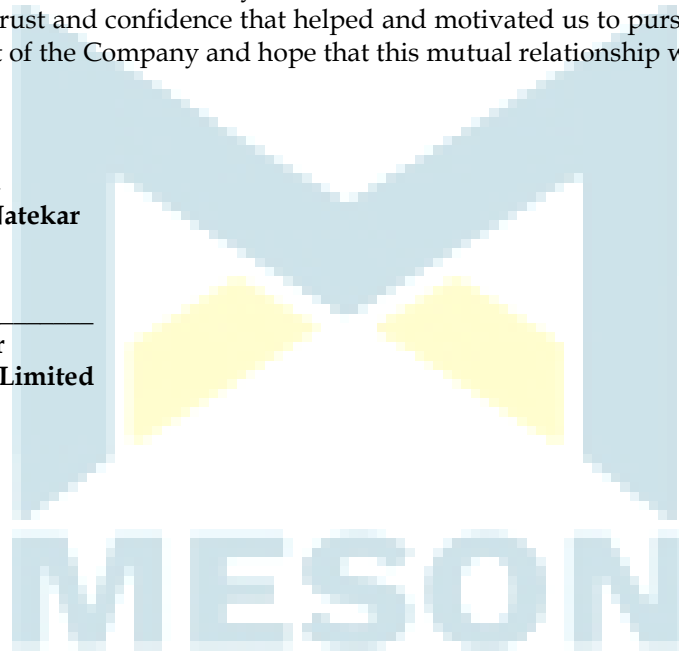 rust and confidence that helped and motivated us to purs
t of the Company and hope that this mutual relationship w
Natekar
r
Limited
MESON